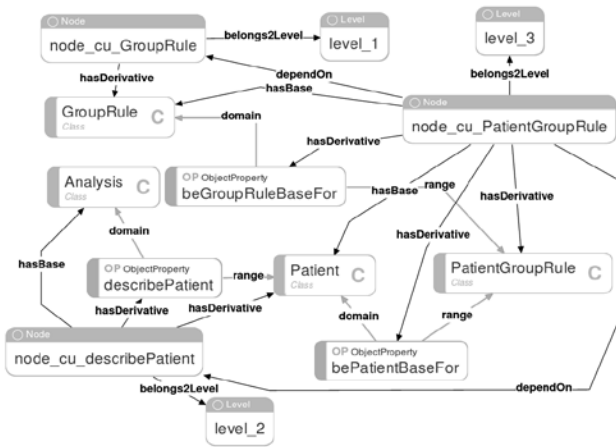 Node
node_cu_GroupRule
belongs2Level
Level
level_1
Level
level_3
belongs2Level
hasDerivative
dependOn
hasBase
GroupRule
Class
C
domain
Node
node_cu_PatientGroupRule
hasDerivative
Analysis
Class
C
OP ObjectProperty
beGroupRuleBaseFor
hasBase
range
hasDerivative
domain
hasDerivative
hasBase
OP ObjectProperty
describePatient
range
Patient
Class
C
PatientGroupRule
Class
C
hasDerivative
hasDerivative
domain
range
Node
node_cu_describePatient
OP ObjectProperty
bePatientBaseFor
belongs2Level
dependOn
Level
level_2